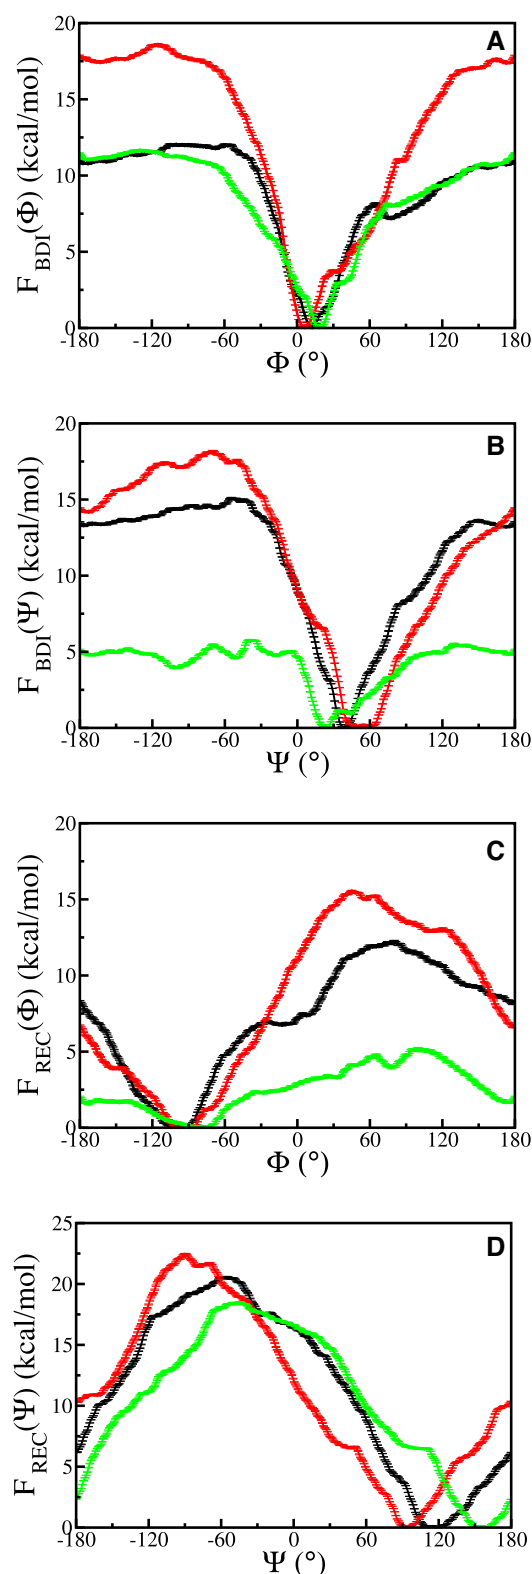 A
20
15
10
5
0
F_BDI(Φ) (kcal/mol)
-180 -120 -60 0 60 120 180
Φ (°)
B
20
15
10
5
0
F_BDI(Ψ) (kcal/mol)
-180 -120 -60 0 60 120 180
Ψ (°)
C
20
15
10
5
0
F_REC(Φ) (kcal/mol)
-180 -120 -60 0 60 120 180
Φ (°)
D
25
20
15
10
5
0
F_REC(Ψ) (kcal/mol)
-180 -120 -60 0 60 120 180
Ψ (°)